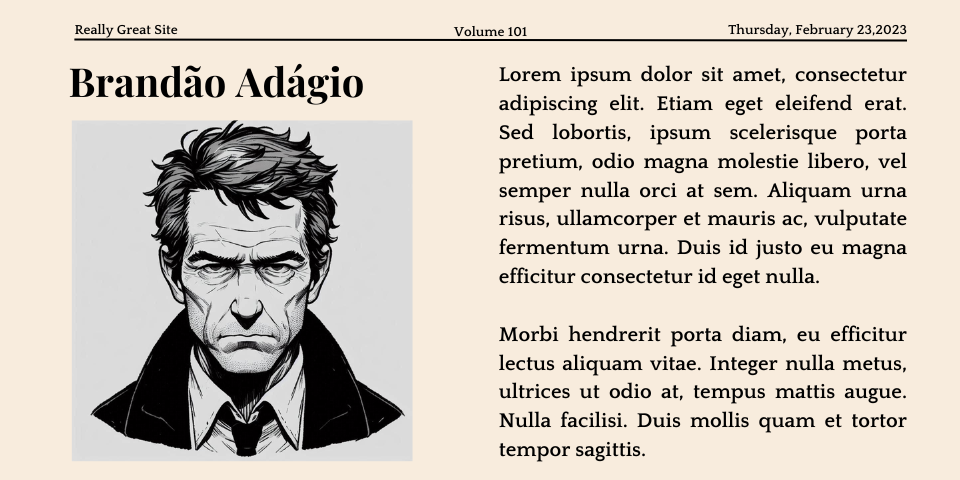 Really Great Site
Volume 101
Thursday, February 23,2023
Brandão Adágio
Lorem ipsum dolor sit amet, consectetur
adipiscing elit. Etiam eget eleifend erat.
Sed lobortis, ipsum scelerisque porta
pretium, odio magna molestie libero, vel
semper nulla orci at sem. Aliquam urna
risus, ullamcorper et mauris ac, vulputate
fermentum urna. Duis id justo eu magna
efficitur consectetur id eget nulla.
Morbi hendrerit porta diam, eu efficitur
lectus aliquam vitae. Integer nulla metus,
ultrices ut odio at, tempus mattis augue.
Nulla facilisi. Duis mollis quam et tortor
tempor sagittis.